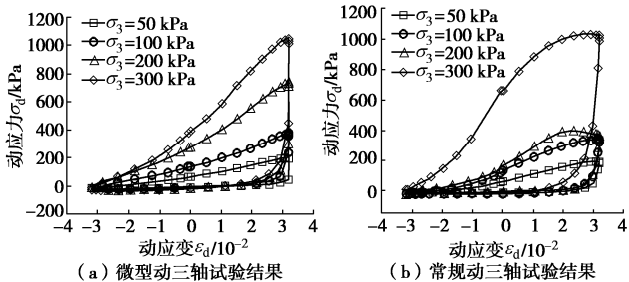 σ₃=50 kPa
σ₃=100 kPa
σ₃=200 kPa
σ₃=300 kPa
1200
1000
800
600
400
200
0
−200
动应力σd/kPa
−4 −3 −2 −1 0 1 2 3 4
动应变εd/10⁻²
(a) 微型动三轴试验结果
σ₃=50 kPa
σ₃=100 kPa
σ₃=200 kPa
σ₃=300 kPa
1200
1000
800
600
400
200
0
动应力σd/kPa
−4 −3 −2 −1 0 1 2 3 4
动应变εd/10⁻²
(b) 常规动三轴试验结果